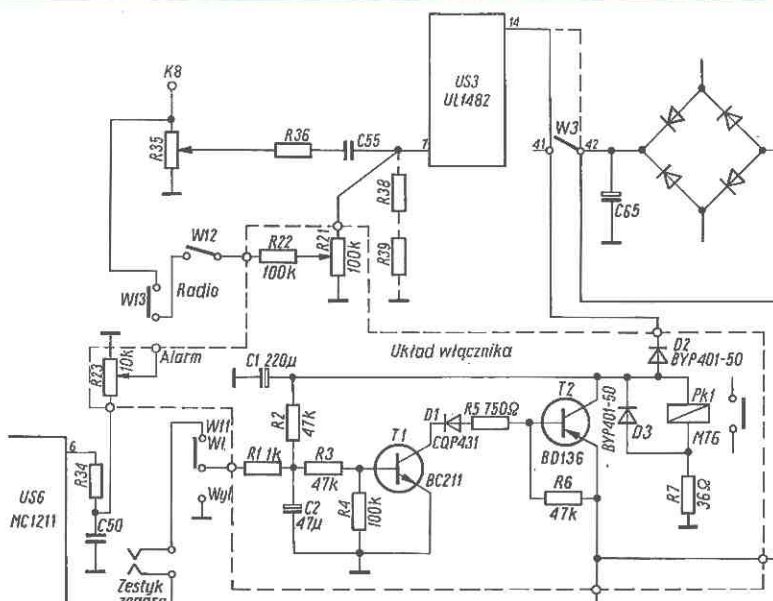 14
K8
US3
UL1482
R35
R36
C55
7
W3
41
42
R38
C65
W12
R22
100k
R21
100k
R39
W13
Radio
Alarm
R23
10k
Układ włącznika
D2
BYP401-50
C1 220µ
R2
47k
D1
R5 750Ω
T2
BYP401-50
Pk1
MT6
T1
CQP431
D3
W11
Wł.
6
R34
R1 1k
R3
47k
BC211
BD136
R6
47k
R7
36Ω
US6
MC1211
Wył
C2
47µ
R4
100k
C50
Zestyk